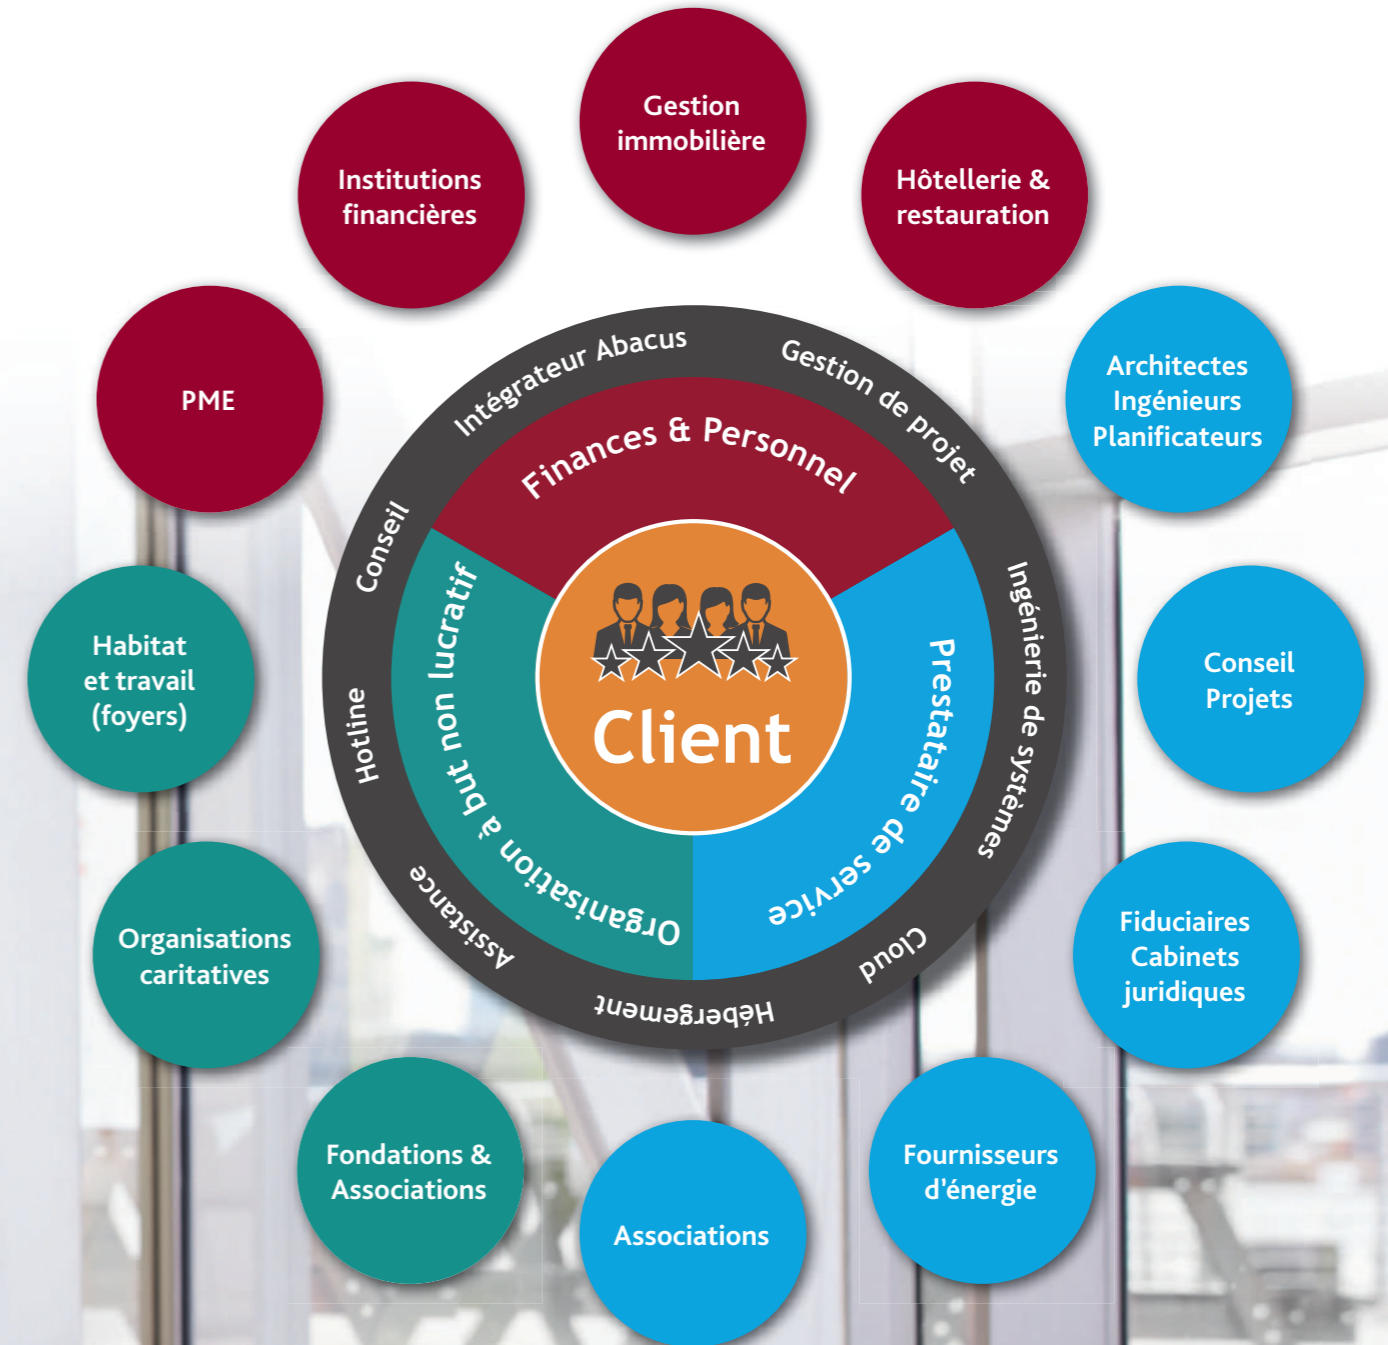 Gestion
immobilière
Hôtellerie &
restauration
Architectes
Ingénieurs
Planificateurs
Conseil
Projets
Fiduciaires
Cabinets
juridiques
Fournisseurs
d’énergie
Associations
Fondations &
Associations
Organisations
caritatives
Habitat
et travail
(foyers)
PME
Institutions
financières
Intégrateur Abacus
Gestion de projet
Ingénierie de systèmes
Cloud
Hébergement
Assistance
Hotline
Conseil
Finances & Personnel
Prestataire de service
Organisation à but non lucratif
Client